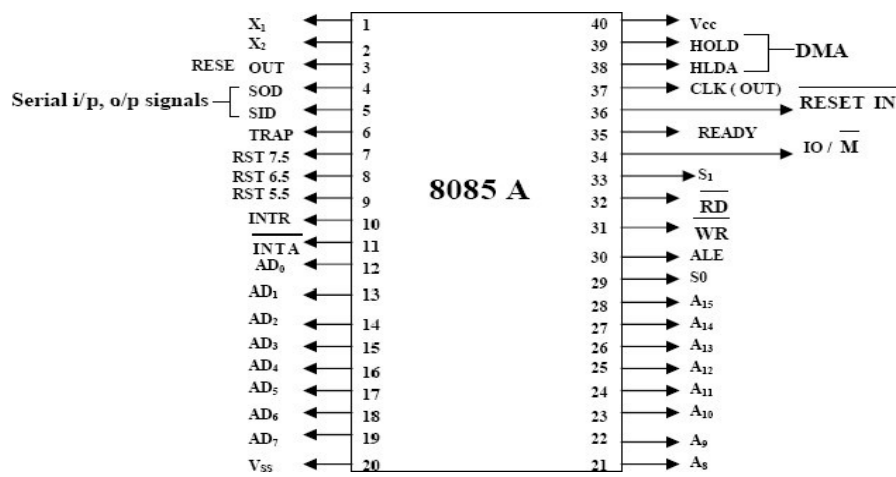 X₁ 1 40 Vcc
X₂ 2 39 HOLD
DMA
RESE OUT 3 38 HLDA
SOD 4 37 CLK ( OUT)
Serial i/p, o/p signals
SID 5 36 RESET IN
TRAP 6 35 READY
RST 7.5 7 34 IO / M
RST 6.5 8 33 S₁
8085 A
RST 5.5 9 32 RD
INTR 10 31 WR
INTA 11
AD₀ 12 30 ALE
29 S0
AD₁ 13 28 A₁₅
AD₂ 14 27 A₁₄
AD₃ 15 26 A₁₃
AD₄ 16 25 A₁₂
AD₅ 17 24 A₁₁
AD₆ 18 23 A₁₀
AD₇ 19 22 A₉
Vss 20 21 A₈